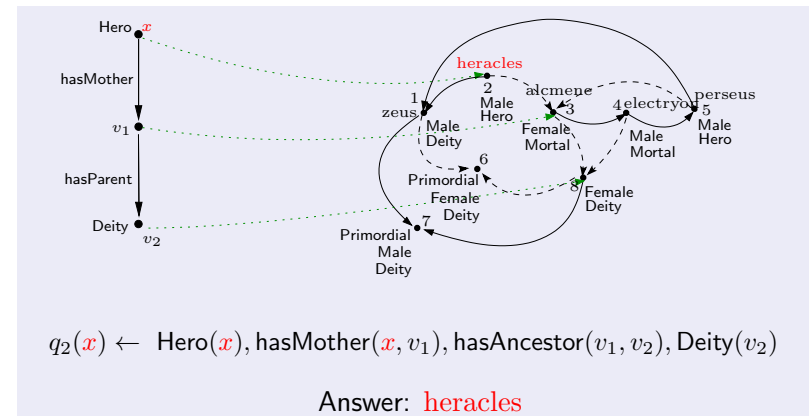 Hero x
hasMother
v1
hasParent
Deity
v2
heracles
1
zeus
Male
Deity
2
Male
Hero
alcmene
3
Female
Mortal
electryon
4
Male
Mortal
perseus
5
Male
Hero
6
Primordial
Female
Deity
8
Female
Deity
7
Primordial
Male
Deity
q2(x) ← Hero(x), hasMother(x, v1), hasAncestor(v1, v2), Deity(v2)
Answer: heracles